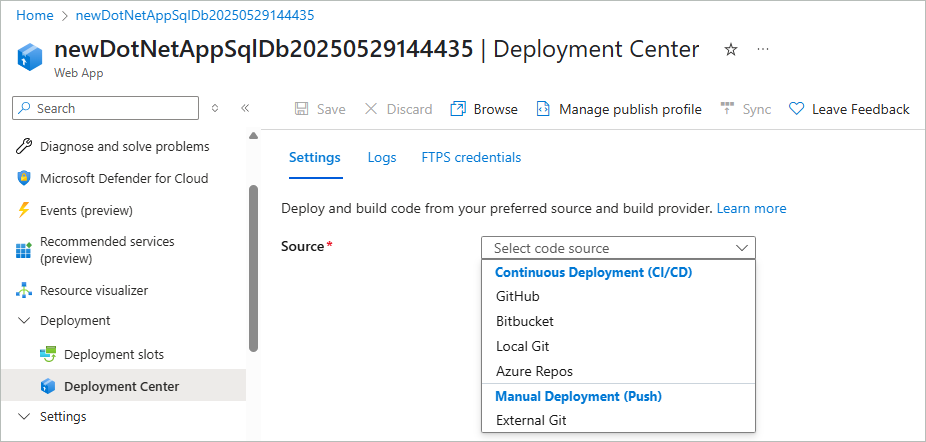 Home > newDotNetAppSqlDb20250529144435
newDotNetAppSqlDb20250529144435 | Deployment Center
Web App
Search
Save Discard Browse Manage publish profile Sync Leave Feedback
Diagnose and solve problems
Microsoft Defender for Cloud
Events (preview)
Recommended services
(preview)
Resource visualizer
Deployment
Deployment slots
Deployment Center
Settings
Settings Logs FTPS credentials
Deploy and build code from your preferred source and build provider. Learn more
Source*
Select code source
Continuous Deployment (CI/CD)
GitHub
Bitbucket
Local Git
Azure Repos
Manual Deployment (Push)
External Git